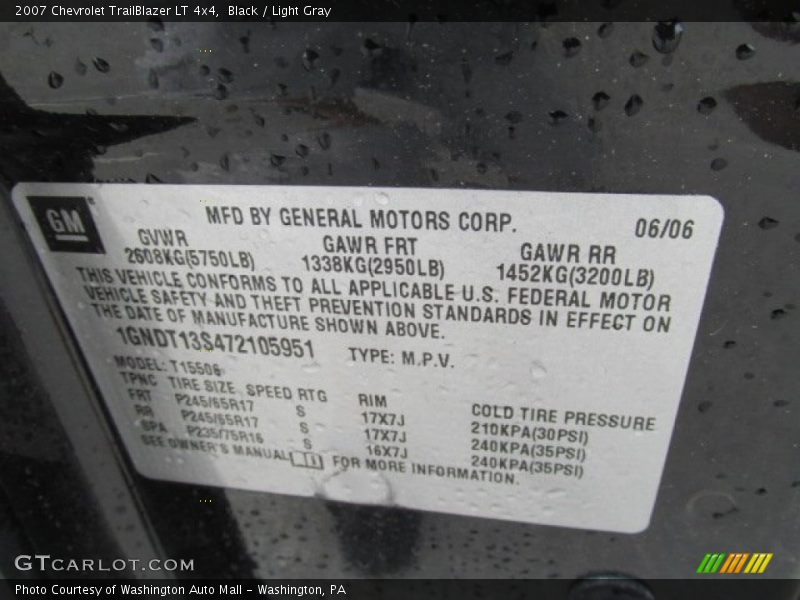 2007 Chevrolet TrailBlazer LT 4x4,  Black / Light Gray
GM
MFD BY GENERAL MOTORS CORP.
06/06
GVWR GAWR FRT GAWR RR
2608KG(5750LB) 1338KG(2950LB) 1452KG(3200LB)
THIS VEHICLE CONFORMS TO ALL APPLICABLE U.S. FEDERAL MOTOR
VEHICLE SAFETY AND THEFT PREVENTION STANDARDS IN EFFECT ON
THE DATE OF MANUFACTURE SHOWN ABOVE.
1GNDT13S472105951 TYPE: M.P.V.
MODEL: T15506
TPNC TIRE SIZE SPEED RTG RIM COLD TIRE PRESSURE
FRT P245/65R17 S 17X7J 210KPA(30PSI)
RR P245/65R17 S 17X7J 240KPA(35PSI)
SPA P235/75R16 S 16X7J 240KPA(35PSI)
SEE OWNER'S MANUAL FOR MORE INFORMATION.
GTCARLOT.COM
Photo Courtesy of Washington Auto Mall – Washington, PA